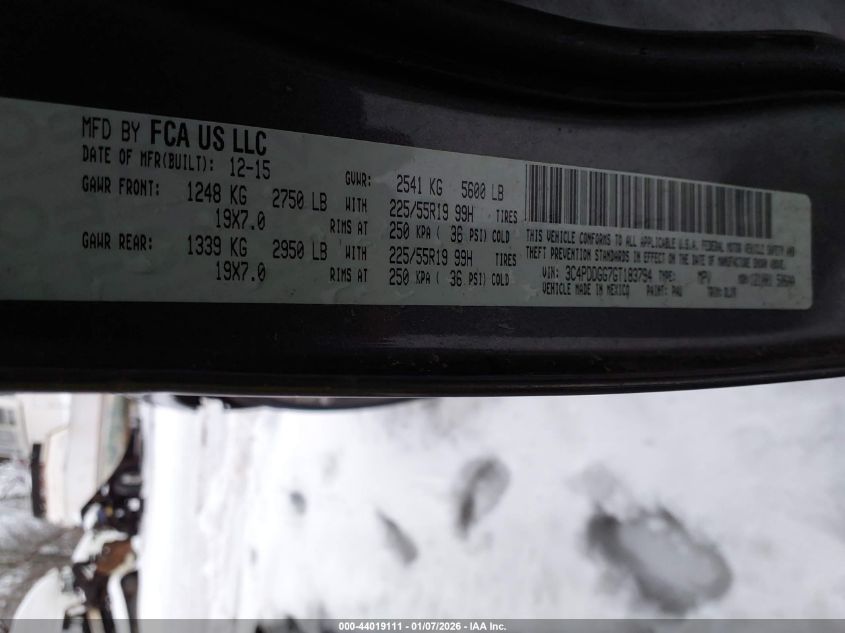 MFD BY FCA US LLC
DATE OF MFR(BUILT): 12-15 GVWR: 2541 KG 5600 LB
GAWR FRONT: 1248 KG 2750 LB WITH 225/55R19 99H TIRES
19X7.0 RIMS AT 250 KPA ( 36 PSI) COLD
GAWR REAR: 1339 KG 2950 LB WITH 225/55R19 99H TIRES
19X7.0 RIMS AT 250 KPA ( 36 PSI) COLD
THIS VEHICLE CONFORMS TO ALL APPLICABLE U.S.A. FEDERAL MOTOR VEHICLE SAFETY AND
THEFT PREVENTION STANDARDS IN EFFECT ON THE DATE OF MANUFACTURE SHOWN ABOVE.
VIN: 3C4PDDGG7GT183794 TYPE: MPV
VEHICLE MADE IN MEXICO PAINT: PAU TRIM:
000-44019111 - 01/07/2026 - IAA Inc.